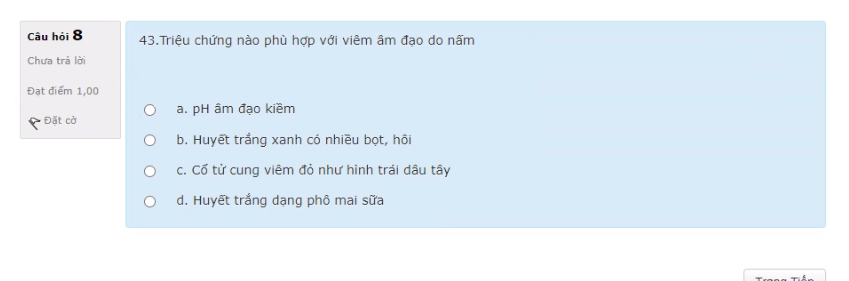 Câu hỏi 8
Chưa trả lời
Đạt điểm 1,00
Đặt cờ
43.Triệu chứng nào phù hợp với viêm âm đạo do nấm
a. pH âm đạo kiềm
b. Huyết trắng xanh có nhiều bọt, hôi
c. Cổ tử cung viêm đỏ như hình trái dâu tây
d. Huyết trắng dạng phô mai sữa
Trang Tiếp